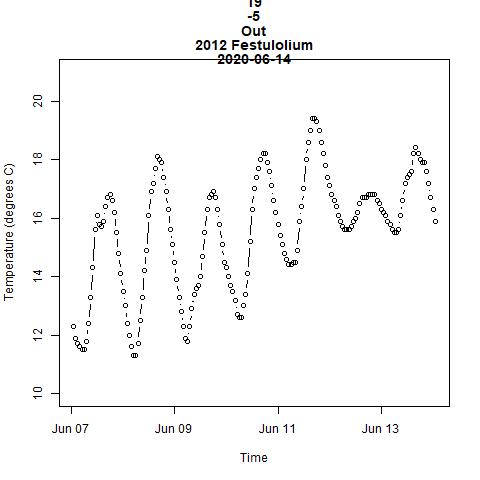 19
-5
Out
2012 Festulolium
2020-06-14
Temperature (degrees C)
20
18
16
14
12
10
Jun 07
Jun 09
Jun 11
Jun 13
Time